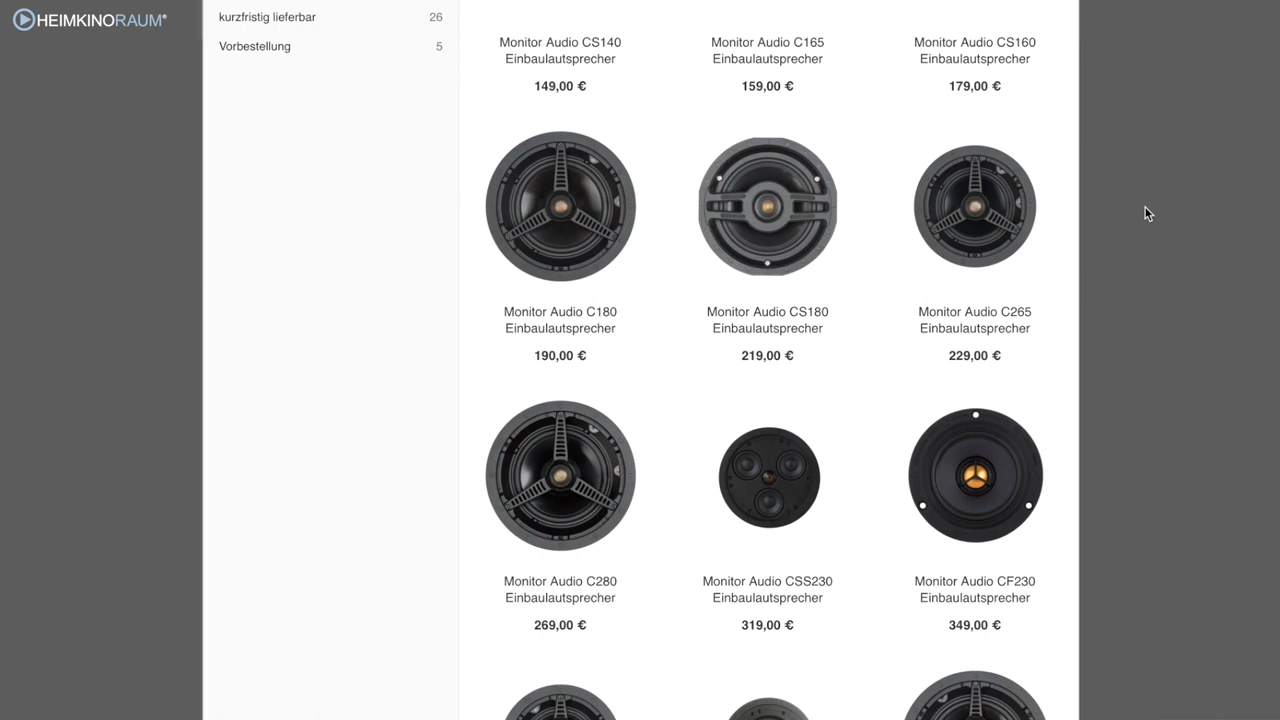 HEIMKINORAUM®
kurzfristig lieferbar 26
Vorbestellung 5
Monitor Audio CS140
Einbaulautsprecher
149,00 €
Monitor Audio C165
Einbaulautsprecher
159,00 €
Monitor Audio CS160
Einbaulautsprecher
179,00 €
Monitor Audio C180
Einbaulautsprecher
190,00 €
Monitor Audio CS180
Einbaulautsprecher
219,00 €
Monitor Audio C265
Einbaulautsprecher
229,00 €
Monitor Audio C280
Einbaulautsprecher
269,00 €
Monitor Audio CSS230
Einbaulautsprecher
319,00 €
Monitor Audio CF230
Einbaulautsprecher
349,00 €